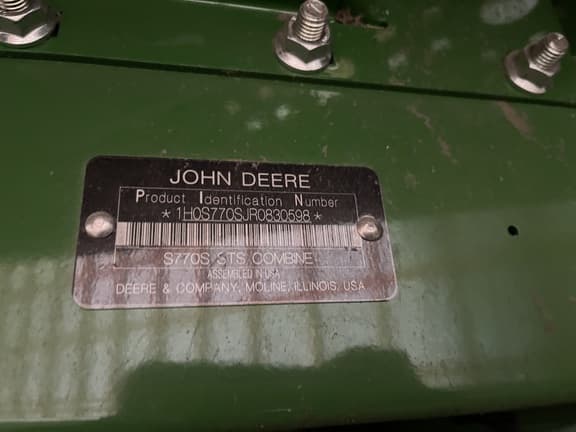 JOHN DEERE
Product Identification Number
*1H0S770SJR0830598*
S770S STS COMBINE
ASSEMBLED IN USA
DEERE & COMPANY, MOLINE, ILLINOIS, USA